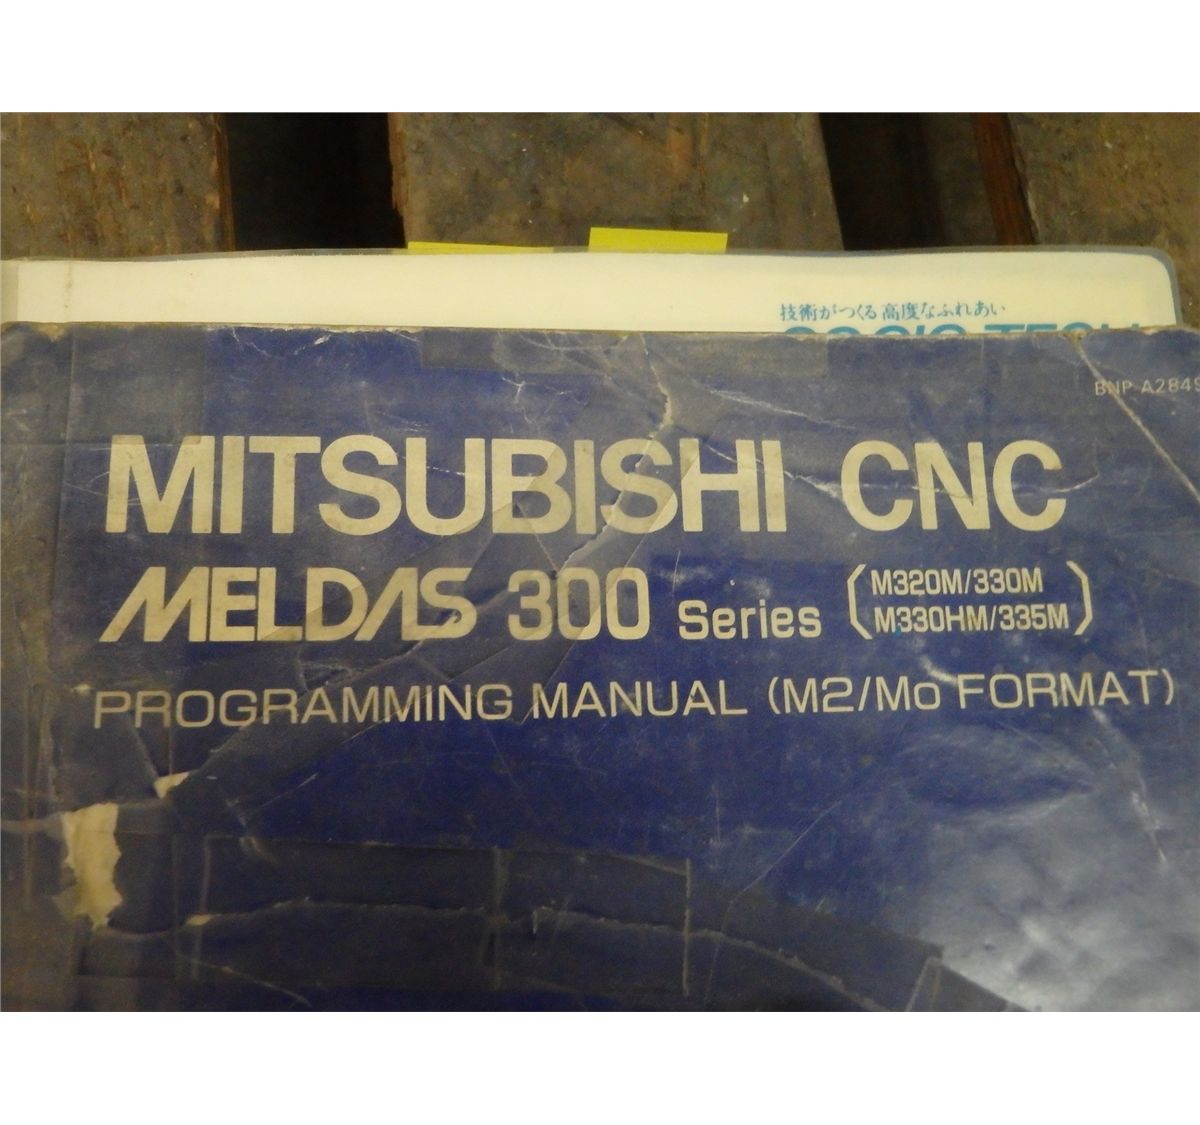 技術がつくる高度なふれあい
BNP-A2849
MITSUBISHI CNC
MELDAS 300 Series (M320M/330M
M330HM/335M)
PROGRAMMING MANUAL (M2/M0 FORMAT)